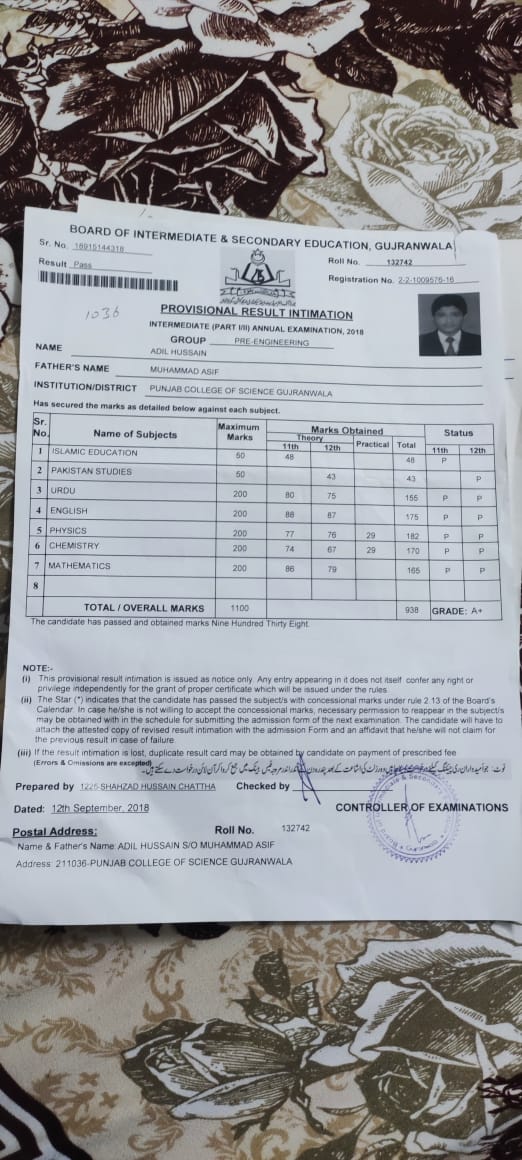 BOARD OF INTERMEDIATE & SECONDARY EDUCATION, GUJRANWALA
Sr. No. 16915144318
Roll No. 132742
Result Pass
Registration No. 2-2-1009576-16
1036
PROVISIONAL RESULT INTIMATION
INTERMEDIATE (PART I/II) ANNUAL EXAMINATION, 2018
GROUP PRE-ENGINEERING
NAME ADIL HUSSAIN
FATHER'S NAME MUHAMMAD ASIF
INSTITUTION/DISTRICT PUNJAB COLLEGE OF SCIENCE GUJRANWALA
Has secured the marks as detailed below against each subject.
Sr. No. Name of Subjects Maximum Marks Marks Obtained Status
Theory Practical Total
11th 12th 11th 12th
1 ISLAMIC EDUCATION 50 48 48 P
2 PAKISTAN STUDIES 50 43 43 P
3 URDU 200 80 75 155 P P
4 ENGLISH 200 88 87 175 P P
5 PHYSICS 200 77 76 29 182 P P
6 CHEMISTRY 200 74 67 29 170 P P
7 MATHEMATICS 200 86 79 165 P P
8
TOTAL / OVERALL MARKS 1100 938 GRADE: A+
The candidate has passed and obtained marks Nine Hundred Thirty Eight.
NOTE:-
(i) This provisional result intimation is issued as notice only. Any entry appearing in it does not itself confer any right or
privilege independently for the grant of proper certificate which will be issued under the rules.
(ii) The Star (*) indicates that the candidate has passed the subject/s with concessional marks under rule 2.13 of the Board's
Calendar. In case he/she is not willing to accept the concessional marks, necessary permission to reappear in the subject/s
may be obtained with in the schedule for submitting the admission form of the next examination. The candidate will have to
attach the attested copy of revised result intimation with the admission Form and an affidavit that he/she will not claim for
the previous result in case of failure.
(iii) If the result intimation is lost, duplicate result card may be obtained by candidate on payment of prescribed fee
(Errors & Omissions are excepted)
Prepared by 1226-SHAHZAD HUSSAIN CHATTHA Checked by
Dated: 12th September, 2018
CONTROLLER OF EXAMINATIONS
Postal Address: Roll No. 132742
Name & Father's Name: ADIL HUSSAIN S/O MUHAMMAD ASIF
Address: 211036-PUNJAB COLLEGE OF SCIENCE GUJRANWALA